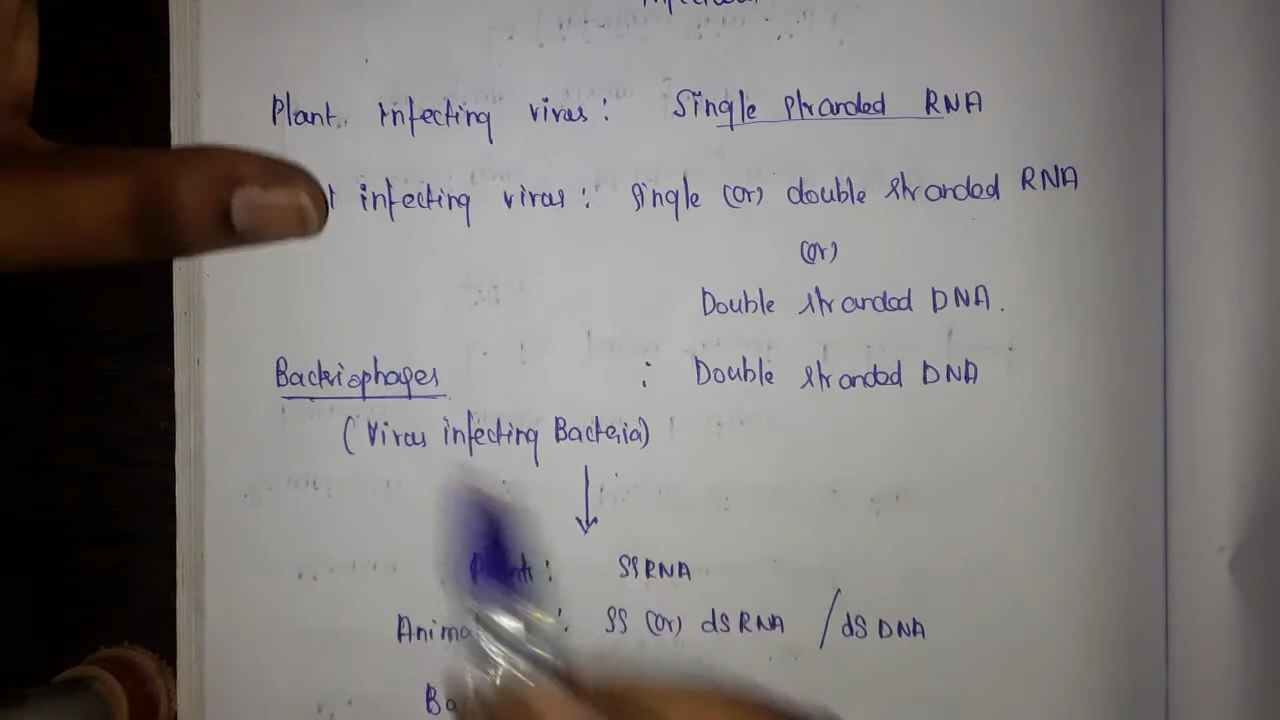 Plant infecting virus : Single stranded RNA
infecting virus : single (or) double stranded RNA
(or)
Double stranded DNA.
Bacteriophages : Double stranded DNA
(Virus infecting Bacteria)
: SSRNA
: SS (or) dSRNA / dS DNA